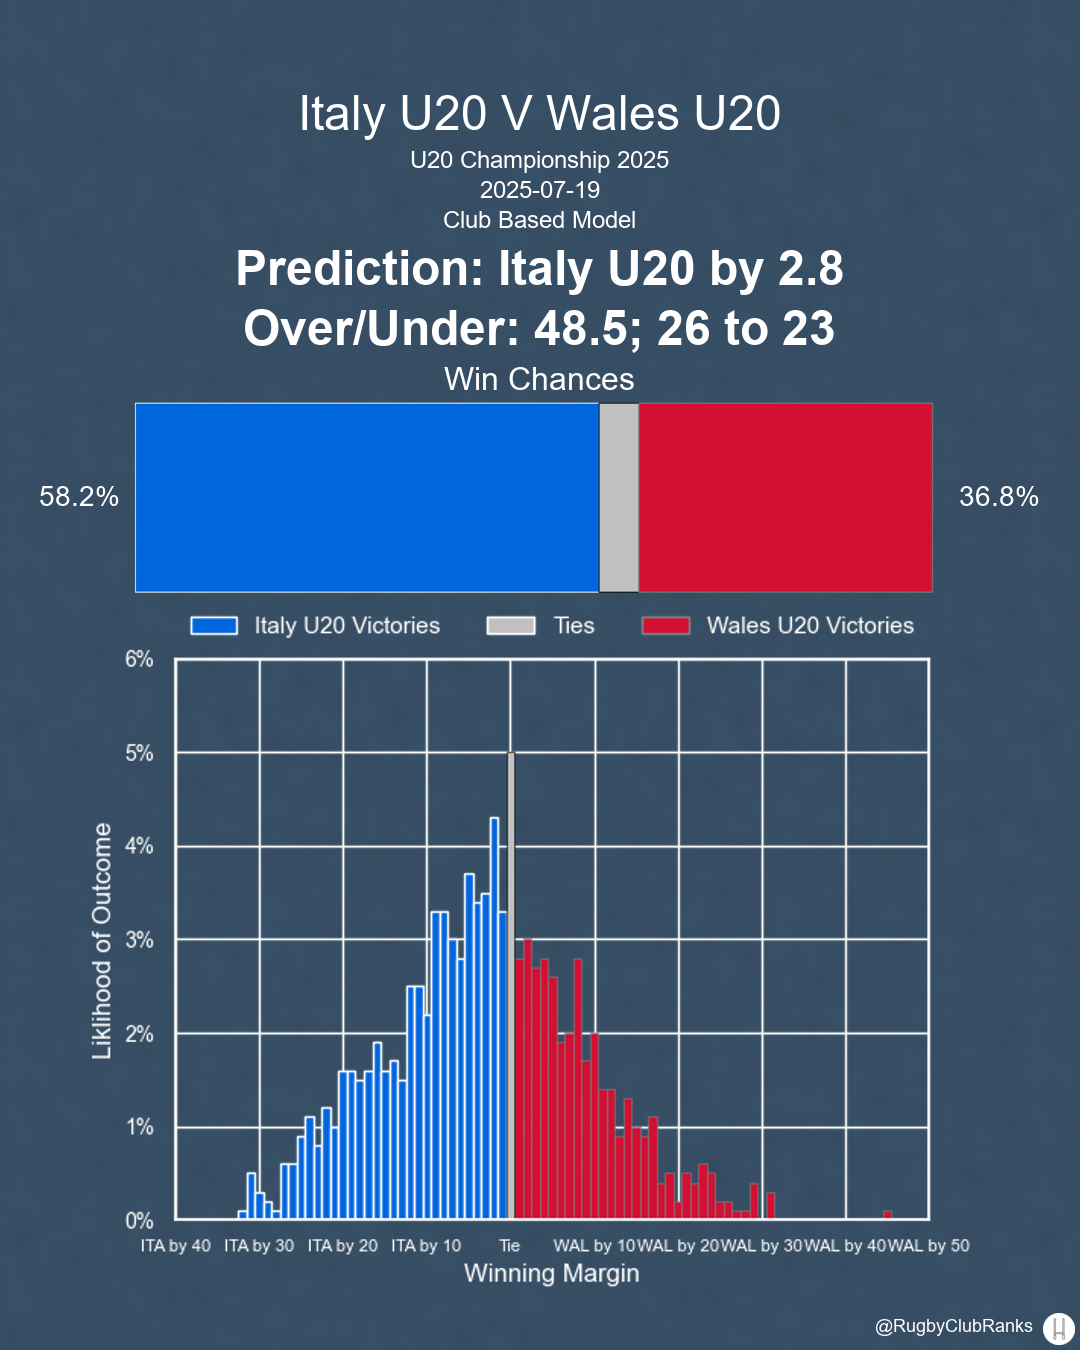 Italy U20 V Wales U20
U20 Championship 2025
2025-07-19
Club Based Model
Prediction: Italy U20 by 2.8
Over/Under: 48.5; 26 to 23
Win Chances
58.2%
36.8%
Italy U20 Victories Ties Wales U20 Victories
6%
5%
4%
3%
2%
1%
0%
Liklihood of Outcome
ITA by 40 ITA by 30 ITA by 20 ITA by 10 Tie WAL by 10 WAL by 20 WAL by 30 WAL by 40 WAL by 50
Winning Margin
@RugbyClubRanks